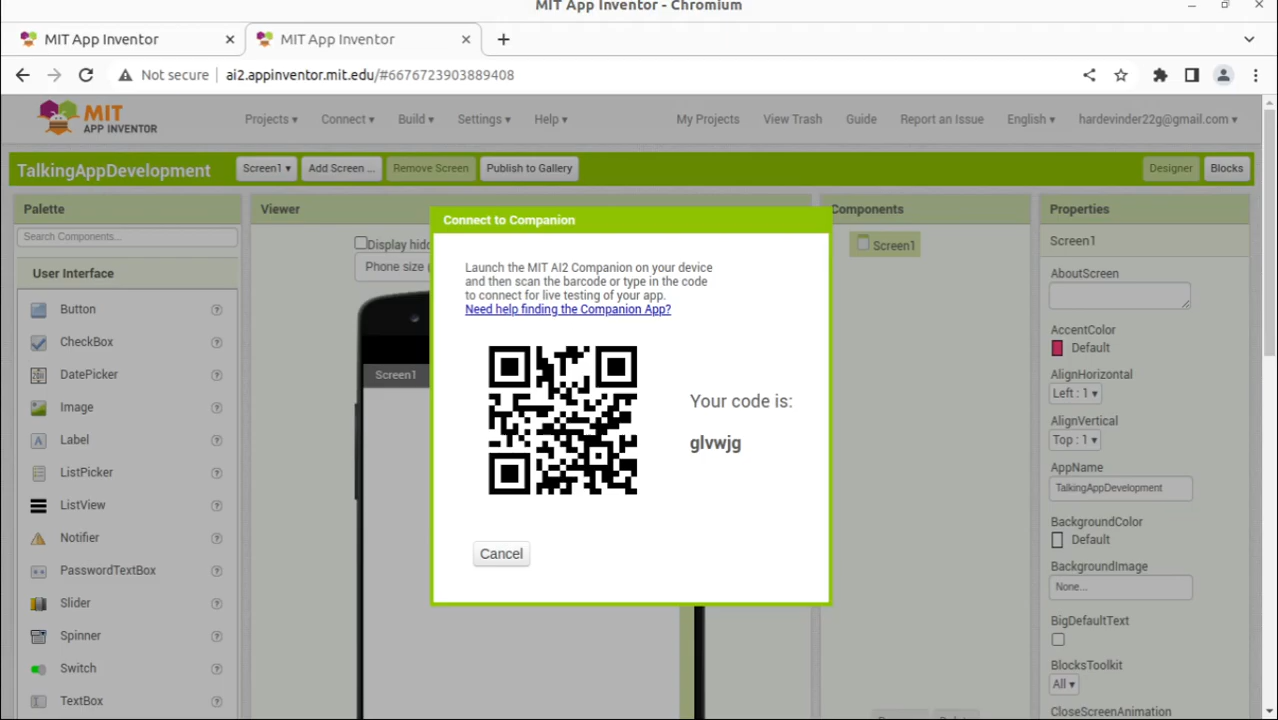 MIT App Inventor - Chromium
MIT App Inventor
MIT App Inventor
Not secure
ai2.appinventor.mit.edu/#6676723903889408
MIT
APP INVENTOR
Projects ▾
Connect ▾
Build ▾
Settings ▾
Help ▾
My Projects
View Trash
Guide
Report an Issue
English ▾
hardevinder22g@gmail.com ▾
TalkingAppDevelopment
Screen1 ▾
Add Screen ...
Remove Screen
Publish to Gallery
Designer
Blocks
Palette
Search Components...
User Interface
Button
CheckBox
DatePicker
Image
Label
ListPicker
ListView
Notifier
PasswordTextBox
Slider
Spinner
Switch
TextBox
Viewer
Display hidd
Phone size (
Screen1
Connect to Companion
Launch the MIT AI2 Companion on your device
and then scan the barcode or type in the code
to connect for live testing of your app.
Need help finding the Companion App?
Your code is:
glvwjg
Cancel
Components
Screen1
Properties
Screen1
AboutScreen
AccentColor
Default
AlignHorizontal
Left : 1 ▾
AlignVertical
Top : 1 ▾
AppName
TalkingAppDevelopment
BackgroundColor
Default
BackgroundImage
None...
BigDefaultText
BlocksToolkit
All ▾
CloseScreenAnimation